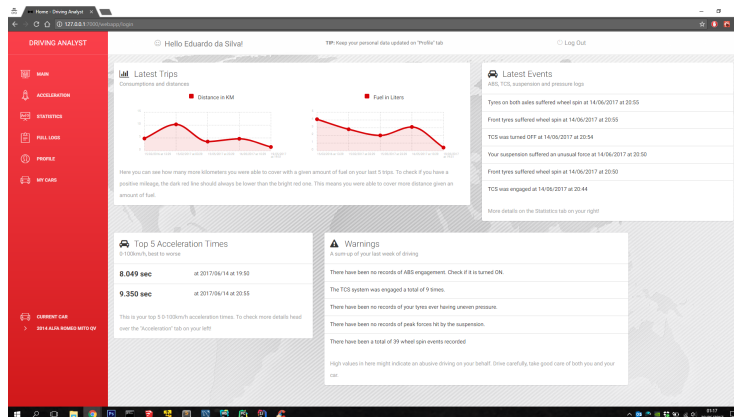 Home - Driving Analyst
127.0.0.1:7000/webapp/login
DRIVING ANALYST
Hello Eduardo da Silva!
TIP: Keep your personal data updated on "Profile" tab
Log Out
MAIN
ACCELERATION
STATISTICS
FULL LOGS
PROFILE
MY CARS
CURRENT CAR
2014 ALFA ROMEO MITO QV
Latest Trips
Consumptions and distances
Distance in KM
Fuel in Liters
Here you can see how many more kilometers you were able to cover with a given amount of fuel on your last 5 trips. To check if you have a
positive mileage, the dark red line should always be lower than the bright red one. This means you were able to cover more distance given an
amount of fuel.
Latest Events
ABS, TCS, suspension and pressure logs
Tyres on both axles suffered wheel spin at 14/06/2017 at 20:55
Front tyres suffered wheel spin at 14/06/2017 at 20:55
TCS was turned OFF at 14/06/2017 at 20:54
Your suspension suffered an unusual force at 14/06/2017 at 20:50
Front tyres suffered wheel spin at 14/06/2017 at 20:50
TCS was engaged at 14/06/2017 at 20:44
More details on the Statistics tab on your right!
Top 5 Acceleration Times
0-100km/h, best to worse
8.049 sec at 2017/06/14 at 19:50
9.350 sec at 2017/06/14 at 20:55
This is your top 5 0-100km/h acceleration times. To check more details head
over the "Acceleration" tab on your left!
Warnings
A sum-up of your last week of driving
There have been no records of ABS engagement. Check if it is turned ON.
The TCS system was engaged a total of 9 times.
There have been no records of your tyres ever having uneven pressure.
There have been no records of peak forces hit by the suspension.
There have been a total of 39 wheel spin events recorded
High values in here might indicate an abusive driving on your behalf. Drive carefully, take good care of both you and your
car.
01:17